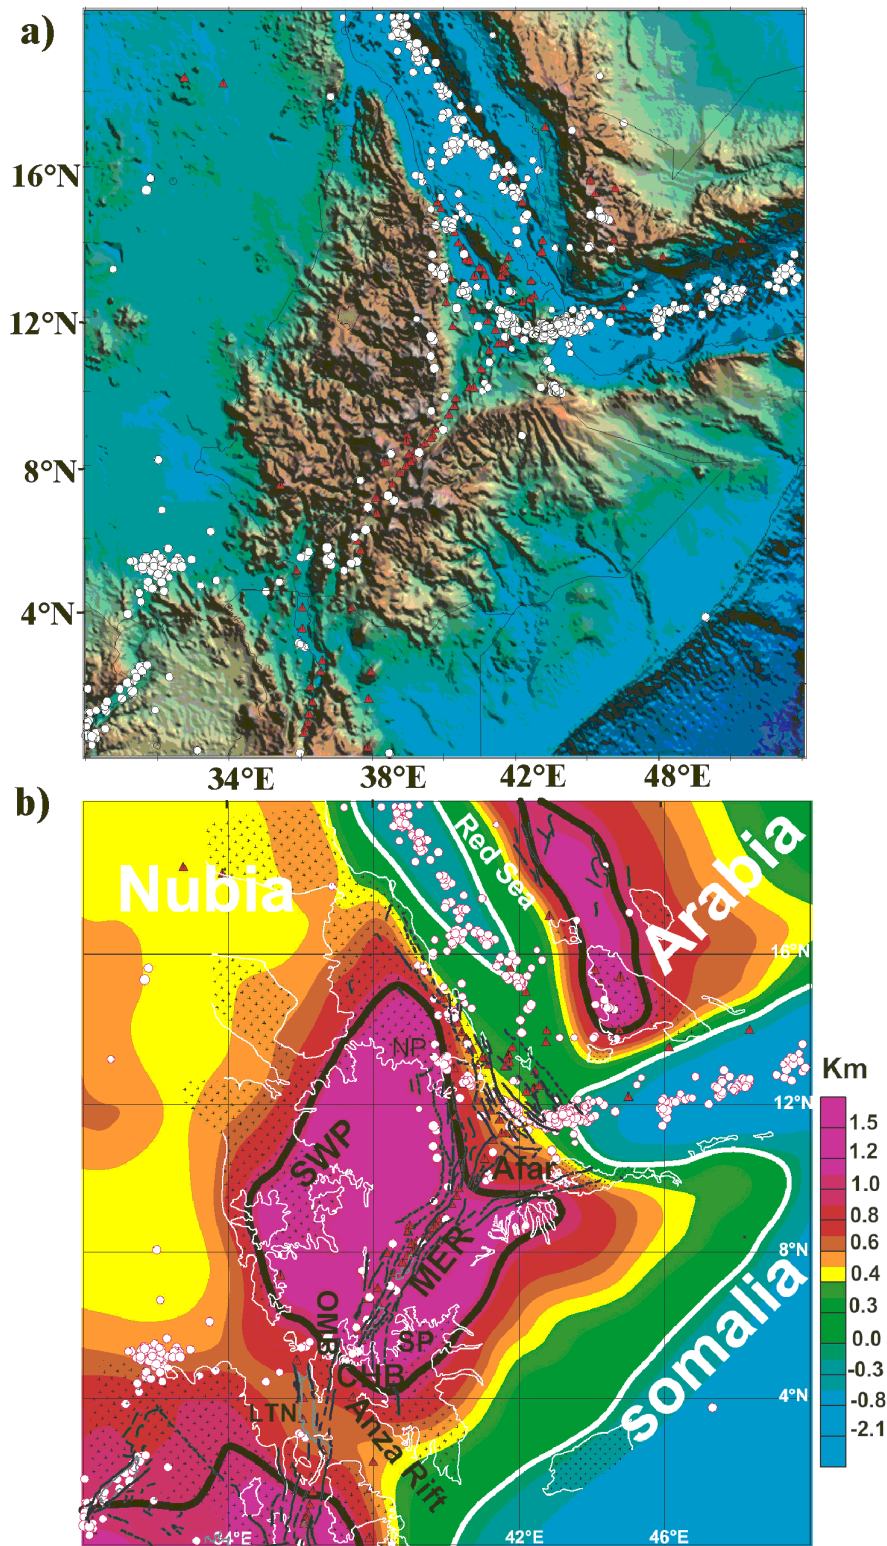 a)
16°N
12°N
8°N
4°N
34°E
38°E
42°E
48°E
b)
Nubia
Red Sea
Arabia
16°N
NP
12°N
SWP
Afar
MER
8°N
OMB
SP
CHB
somalia
4°N
LTN
Anza Rift
34°E
42°E
46°E
Km
1.5
1.2
1.0
0.8
0.6
0.4
0.3
0.0
-0.3
-0.8
-2.1